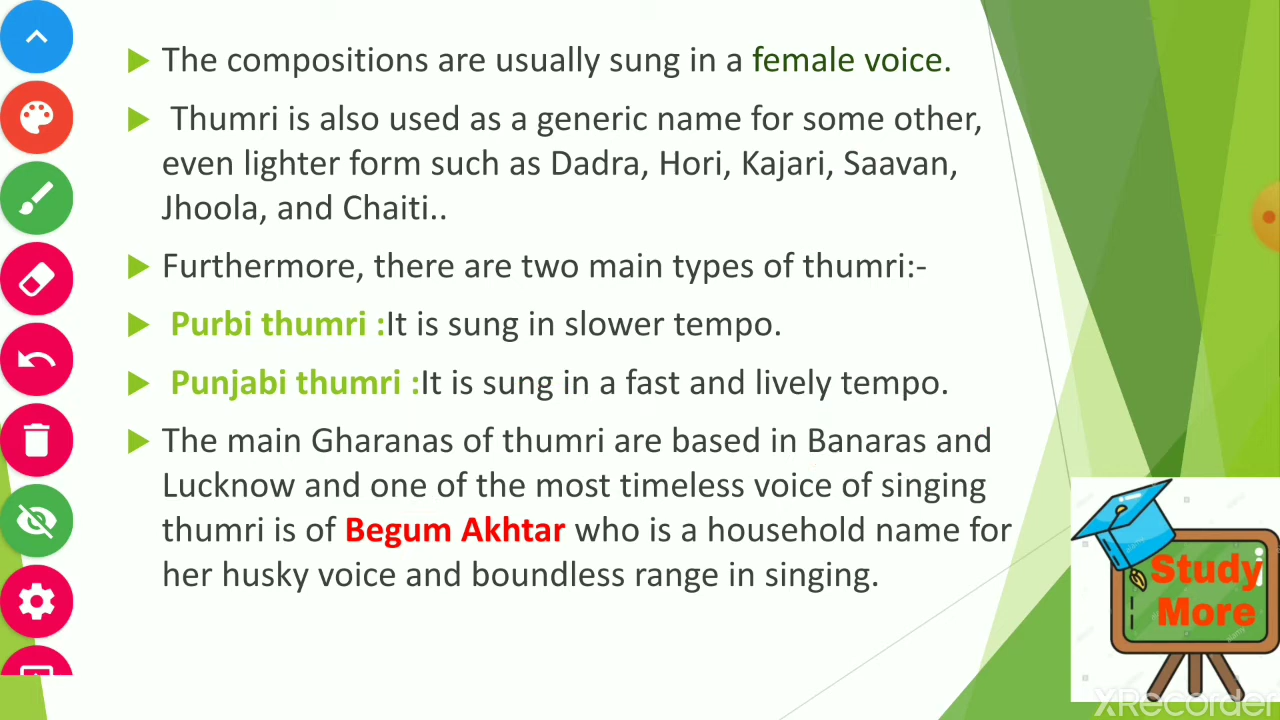 The compositions are usually sung in a female voice.
Thumri is also used as a generic name for some other,
even lighter form such as Dadra, Hori, Kajari, Saavan,
Jhoola, and Chaiti..
Furthermore, there are two main types of thumri:-
Purbi thumri :It is sung in slower tempo.
Punjabi thumri :It is sung in a fast and lively tempo.
The main Gharanas of thumri are based in Banaras and
Lucknow and one of the most timeless voice of singing
thumri is of Begum Akhtar who is a household name for
her husky voice and boundless range in singing.
Study
More
XRecorder